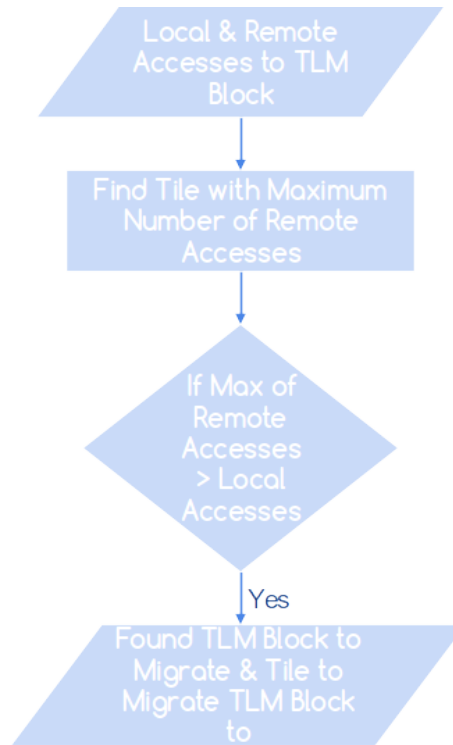 Local & Remote
Accesses to TLM
Block
Find Tile with Maximum
Number of Remote
Accesses
If Max of
Remote
Accesses
> Local
Accesses
Yes
Found TLM Block to
Migrate & Tile to
Migrate TLM Block
to